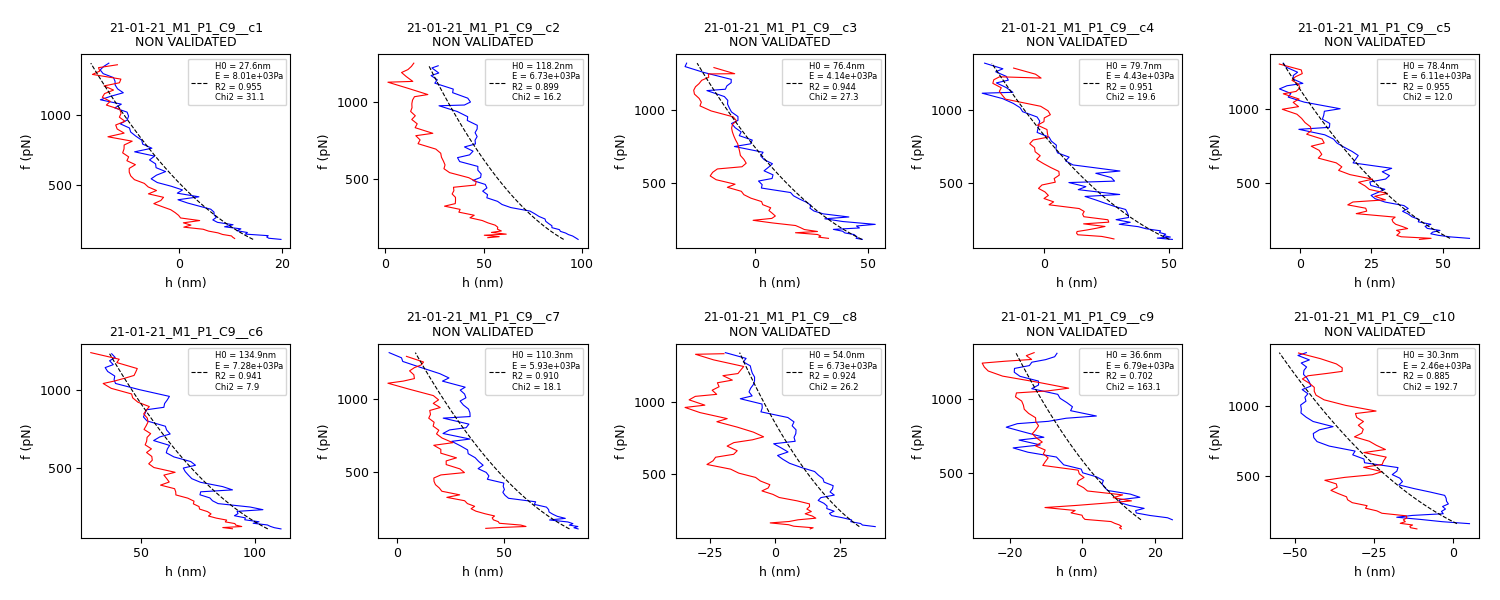 21-01-21_M1_P1_C9__c1
NON VALIDATED
H0 = 27.6nm
E = 8.01e+03Pa
R2 = 0.955
Chi2 = 31.1
f (pN)
1000
500
0
20
h (nm)
21-01-21_M1_P1_C9__c2
NON VALIDATED
H0 = 118.2nm
E = 6.73e+03Pa
R2 = 0.899
Chi2 = 16.2
f (pN)
1000
500
0
50
100
h (nm)
21-01-21_M1_P1_C9__c3
NON VALIDATED
H0 = 76.4nm
E = 4.14e+03Pa
R2 = 0.944
Chi2 = 27.3
f (pN)
1000
500
0
50
h (nm)
21-01-21_M1_P1_C9__c4
NON VALIDATED
H0 = 79.7nm
E = 4.43e+03Pa
R2 = 0.951
Chi2 = 19.6
f (pN)
1000
500
0
50
h (nm)
21-01-21_M1_P1_C9__c5
NON VALIDATED
H0 = 78.4nm
E = 6.11e+03Pa
R2 = 0.955
Chi2 = 12.0
f (pN)
1000
500
0
25
50
h (nm)
21-01-21_M1_P1_C9__c6
H0 = 134.9nm
E = 7.28e+03Pa
R2 = 0.941
Chi2 = 7.9
f (pN)
1000
500
50
100
h (nm)
21-01-21_M1_P1_C9__c7
NON VALIDATED
H0 = 110.3nm
E = 5.93e+03Pa
R2 = 0.910
Chi2 = 18.1
f (pN)
1000
500
0
50
h (nm)
21-01-21_M1_P1_C9__c8
NON VALIDATED
H0 = 54.0nm
E = 6.73e+03Pa
R2 = 0.924
Chi2 = 26.2
f (pN)
1000
500
−25
0
25
h (nm)
21-01-21_M1_P1_C9__c9
NON VALIDATED
H0 = 36.6nm
E = 6.79e+03Pa
R2 = 0.702
Chi2 = 163.1
f (pN)
1000
500
−20
0
20
h (nm)
21-01-21_M1_P1_C9__c10
NON VALIDATED
H0 = 30.3nm
E = 2.46e+03Pa
R2 = 0.885
Chi2 = 192.7
f (pN)
1000
500
−50
−25
0
h (nm)